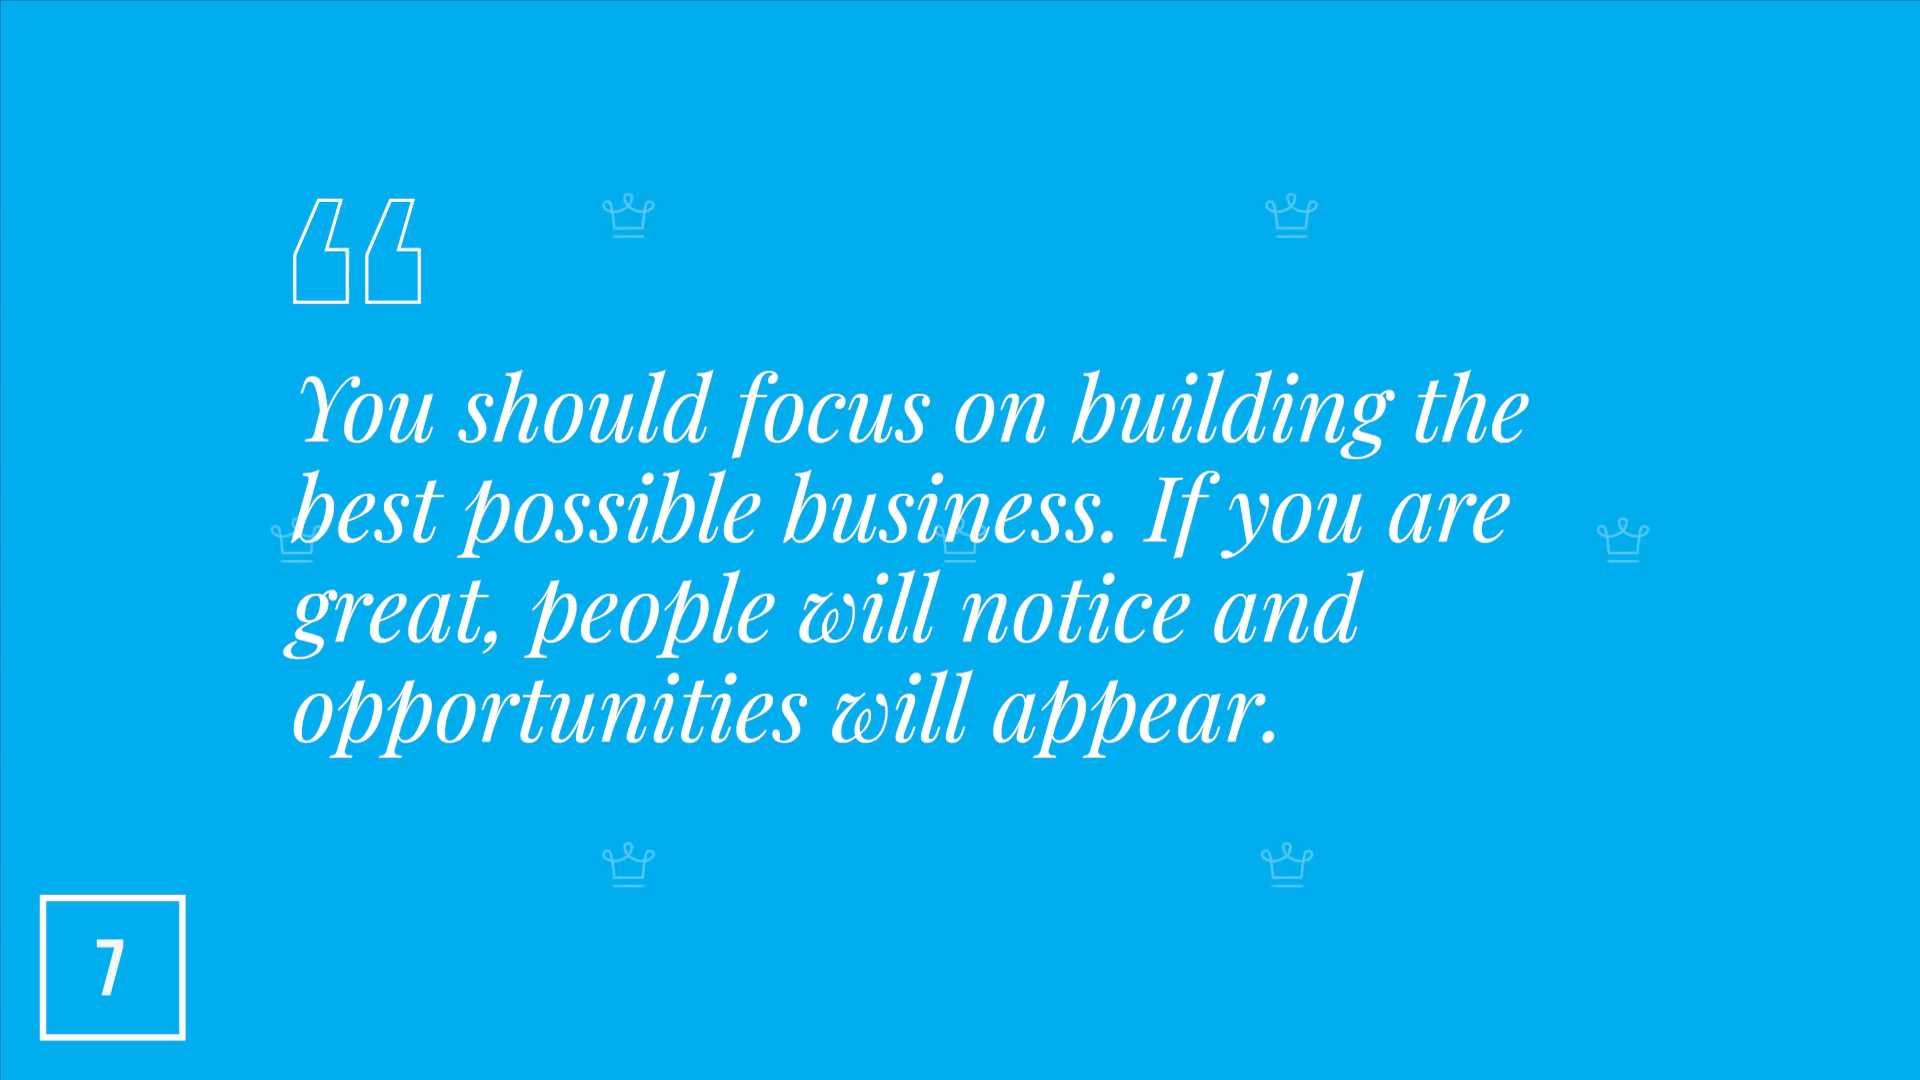 “
You should focus on building the
best possible business. If you are
great, people will notice and
opportunities will appear.
7